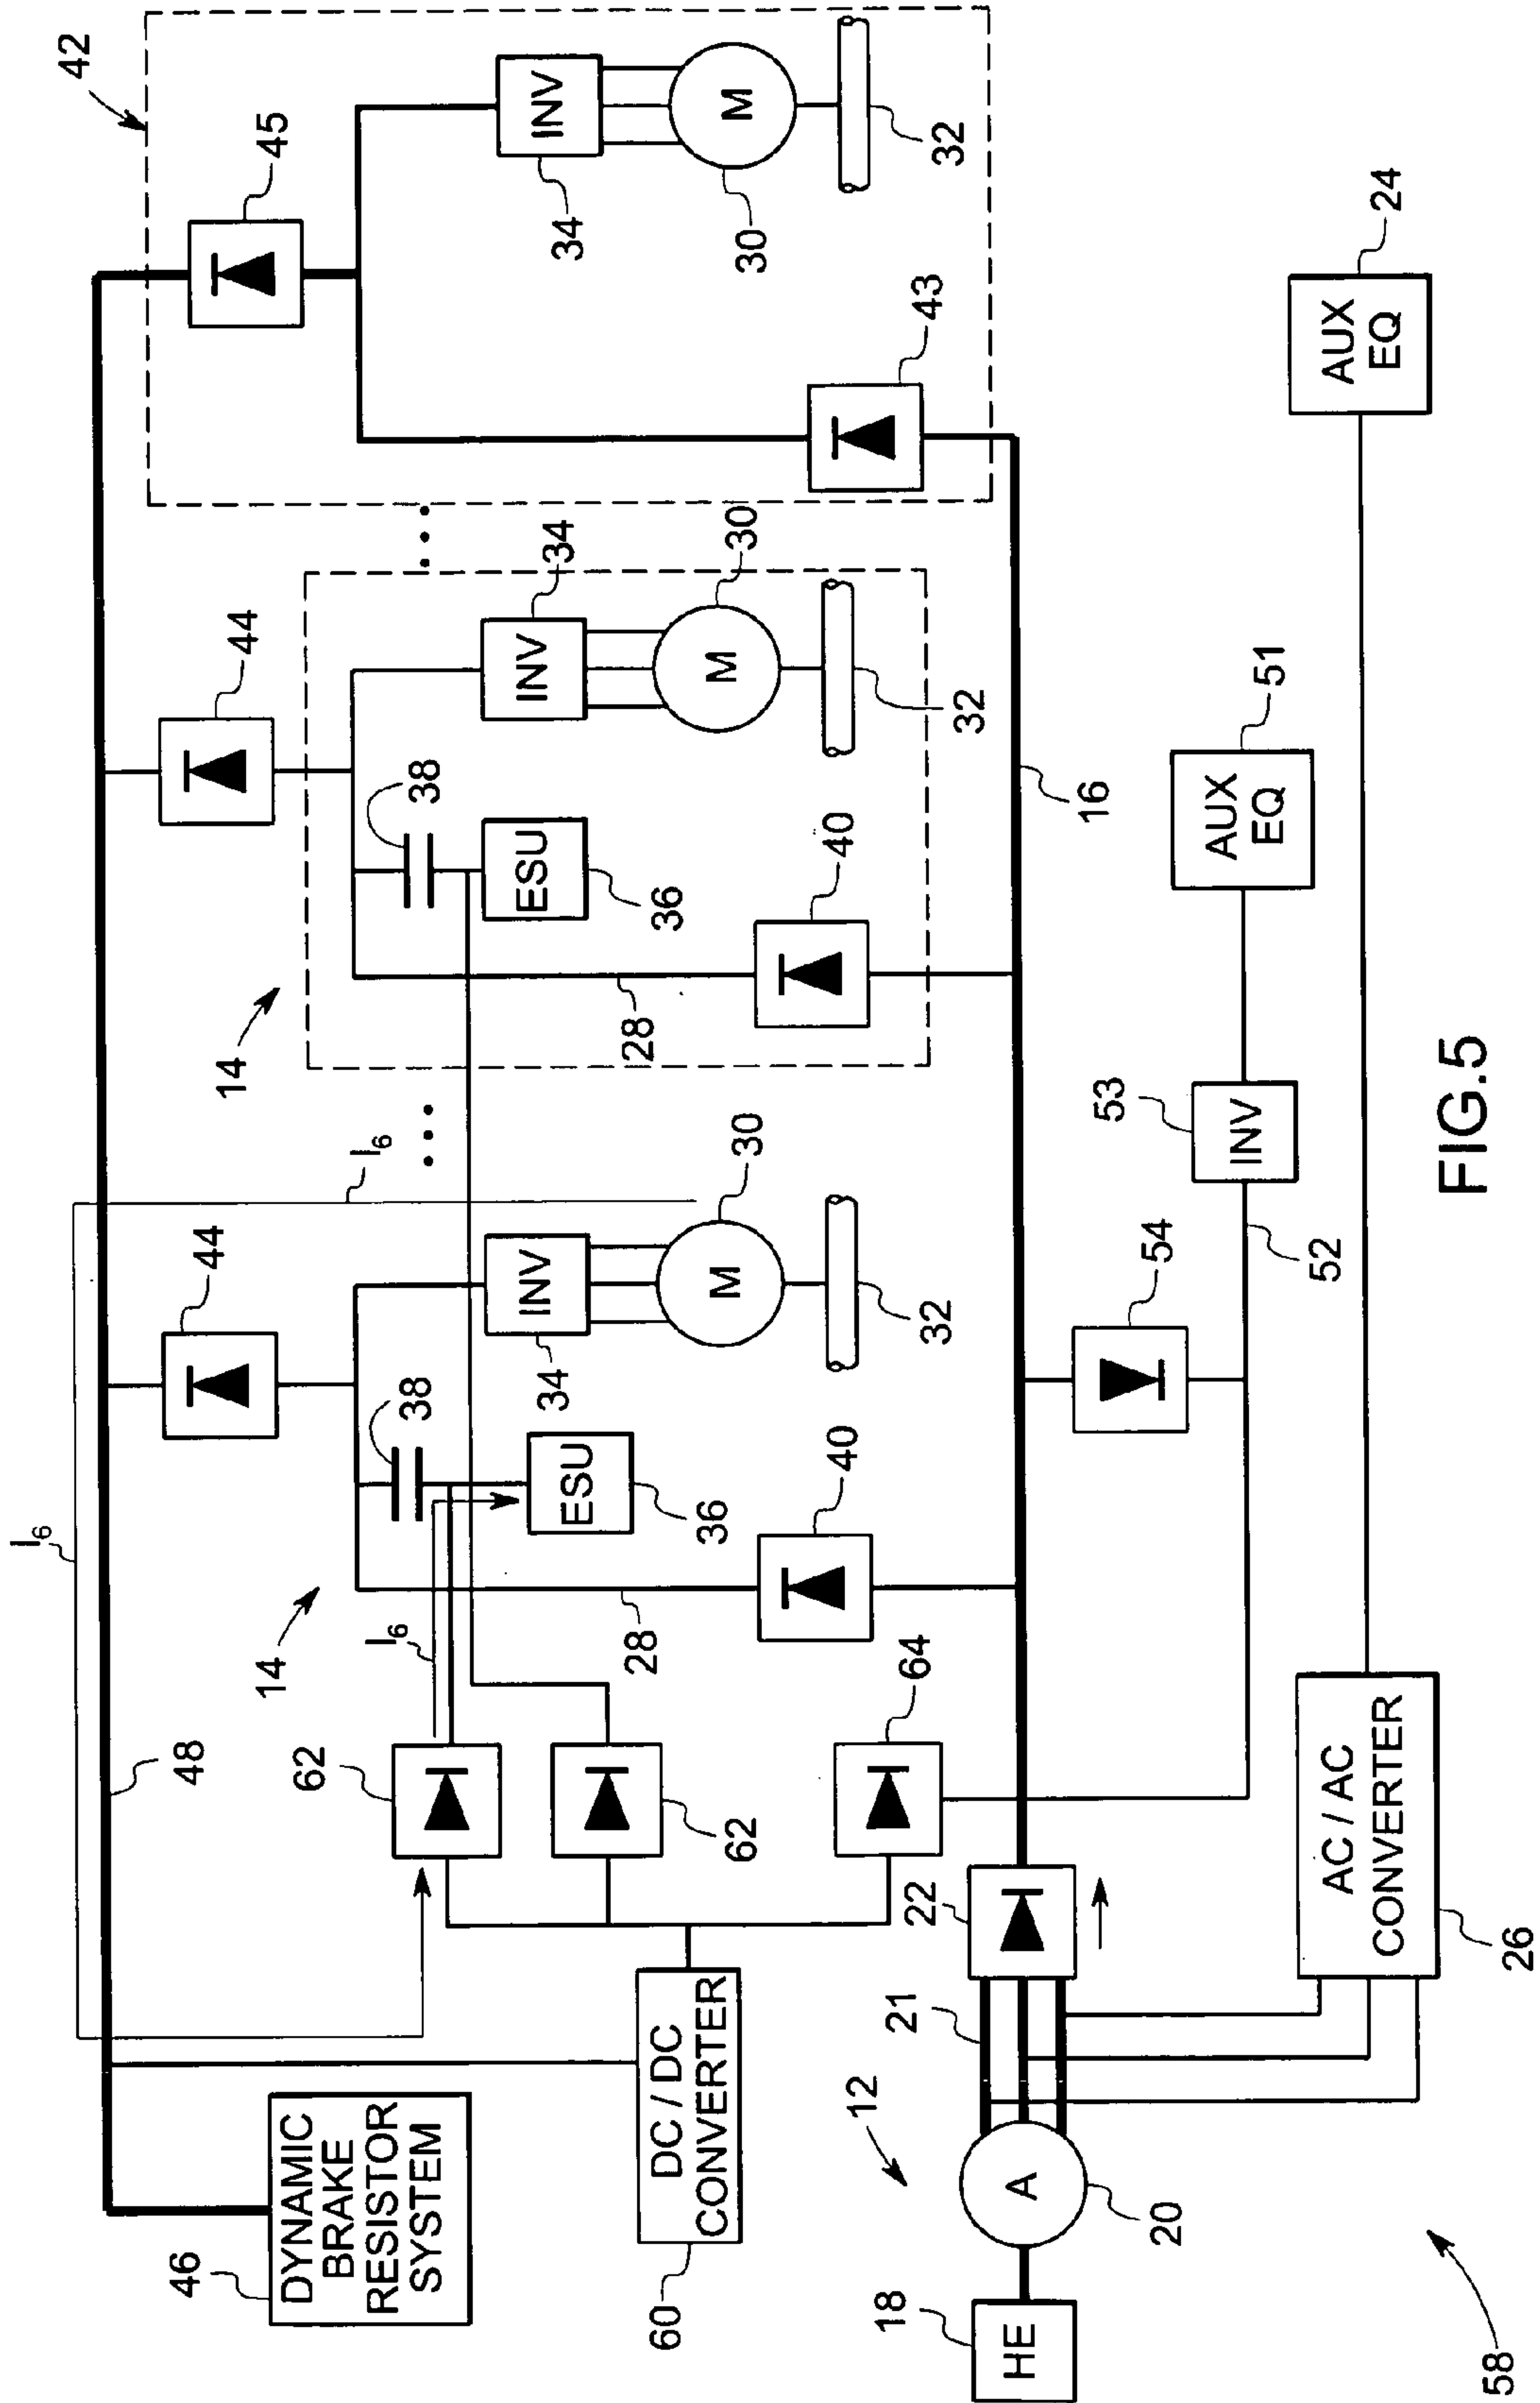 46
DYNAMIC
BRAKE
RESISTOR
SYSTEM
48
I6
44
I6
44
42
45
14
14
62
I6
38
38
34
INV
34
INV
34
INV
ESU
36
ESU
36
30
M
30
M
30
M
32
32
32
60
DC / DC
CONVERTER
62
28
40
28
40
43
64
12
21
22
16
18
HE
A
20
54
51
AUX
EQ
53
INV
52
24
AUX
EQ
AC / AC
CONVERTER
26
58
FIG.5